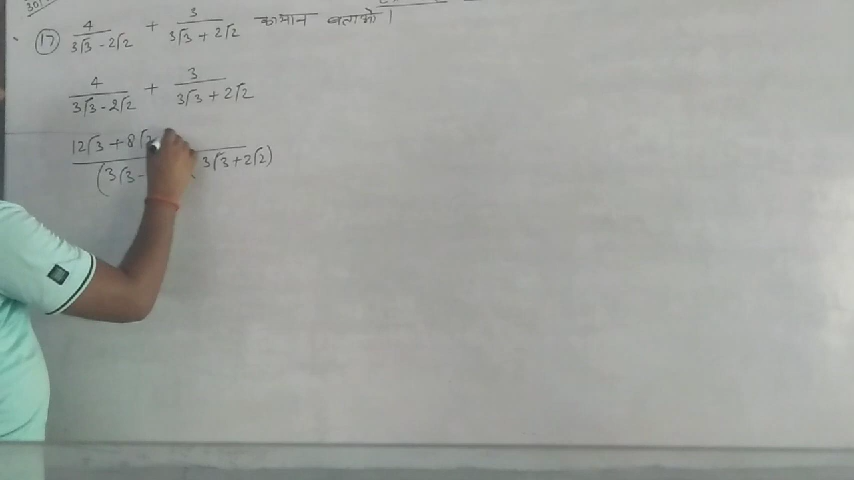 (17) 4/(3√3 - 2√2) + 3/(3√3 + 2√2) का मान बताओ।
4/(3√3 - 2√2) + 3/(3√3 + 2√2)
12√3 + 8√2
(3√3 - 3√3 + 2√2)